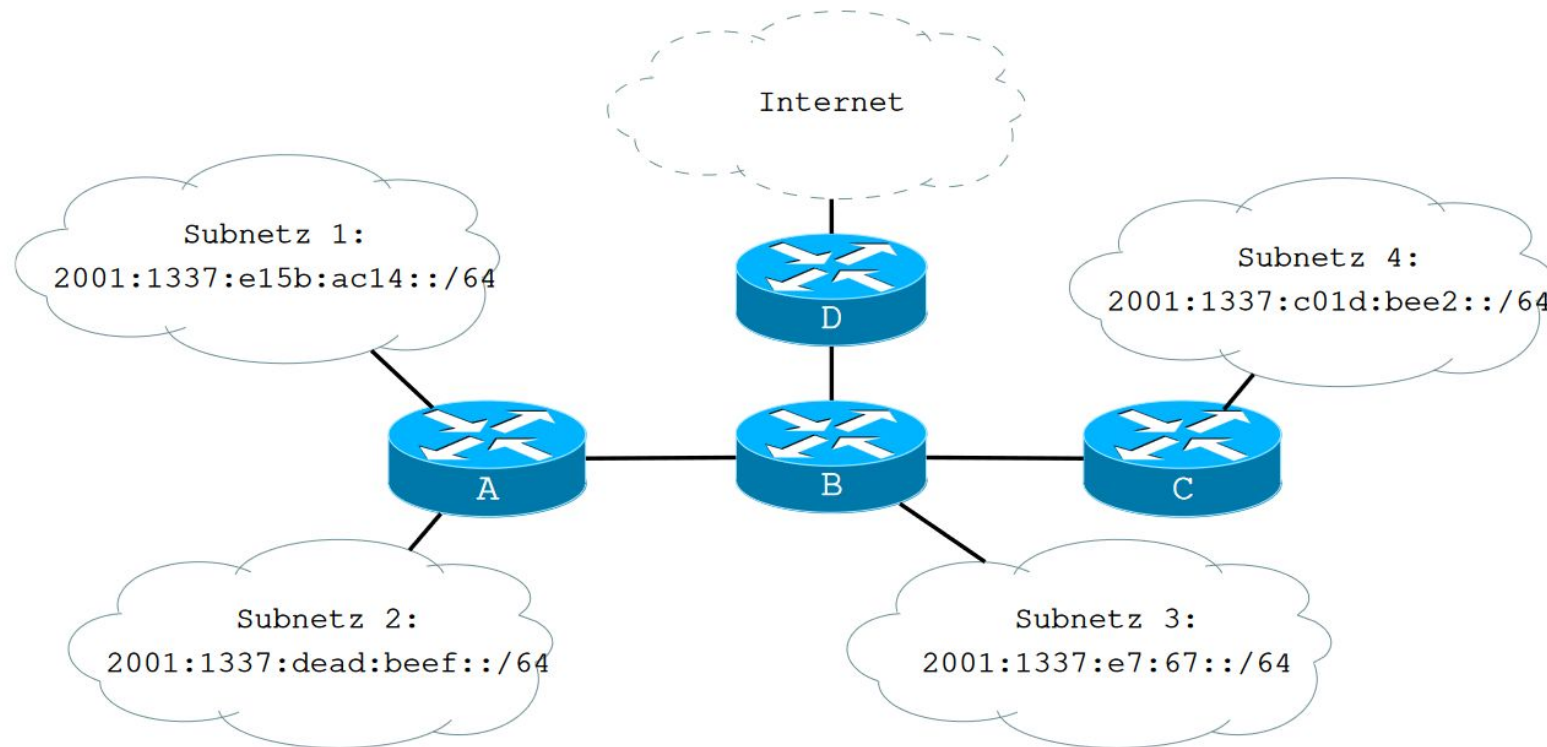 Internet
Subnetz 1:
2001:1337:e15b:ac14::/64
Subnetz 4:
2001:1337:c01d:bee2::/64
D
A
B
C
Subnetz 2:
2001:1337:dead:beef::/64
Subnetz 3:
2001:1337:e7:67::/64